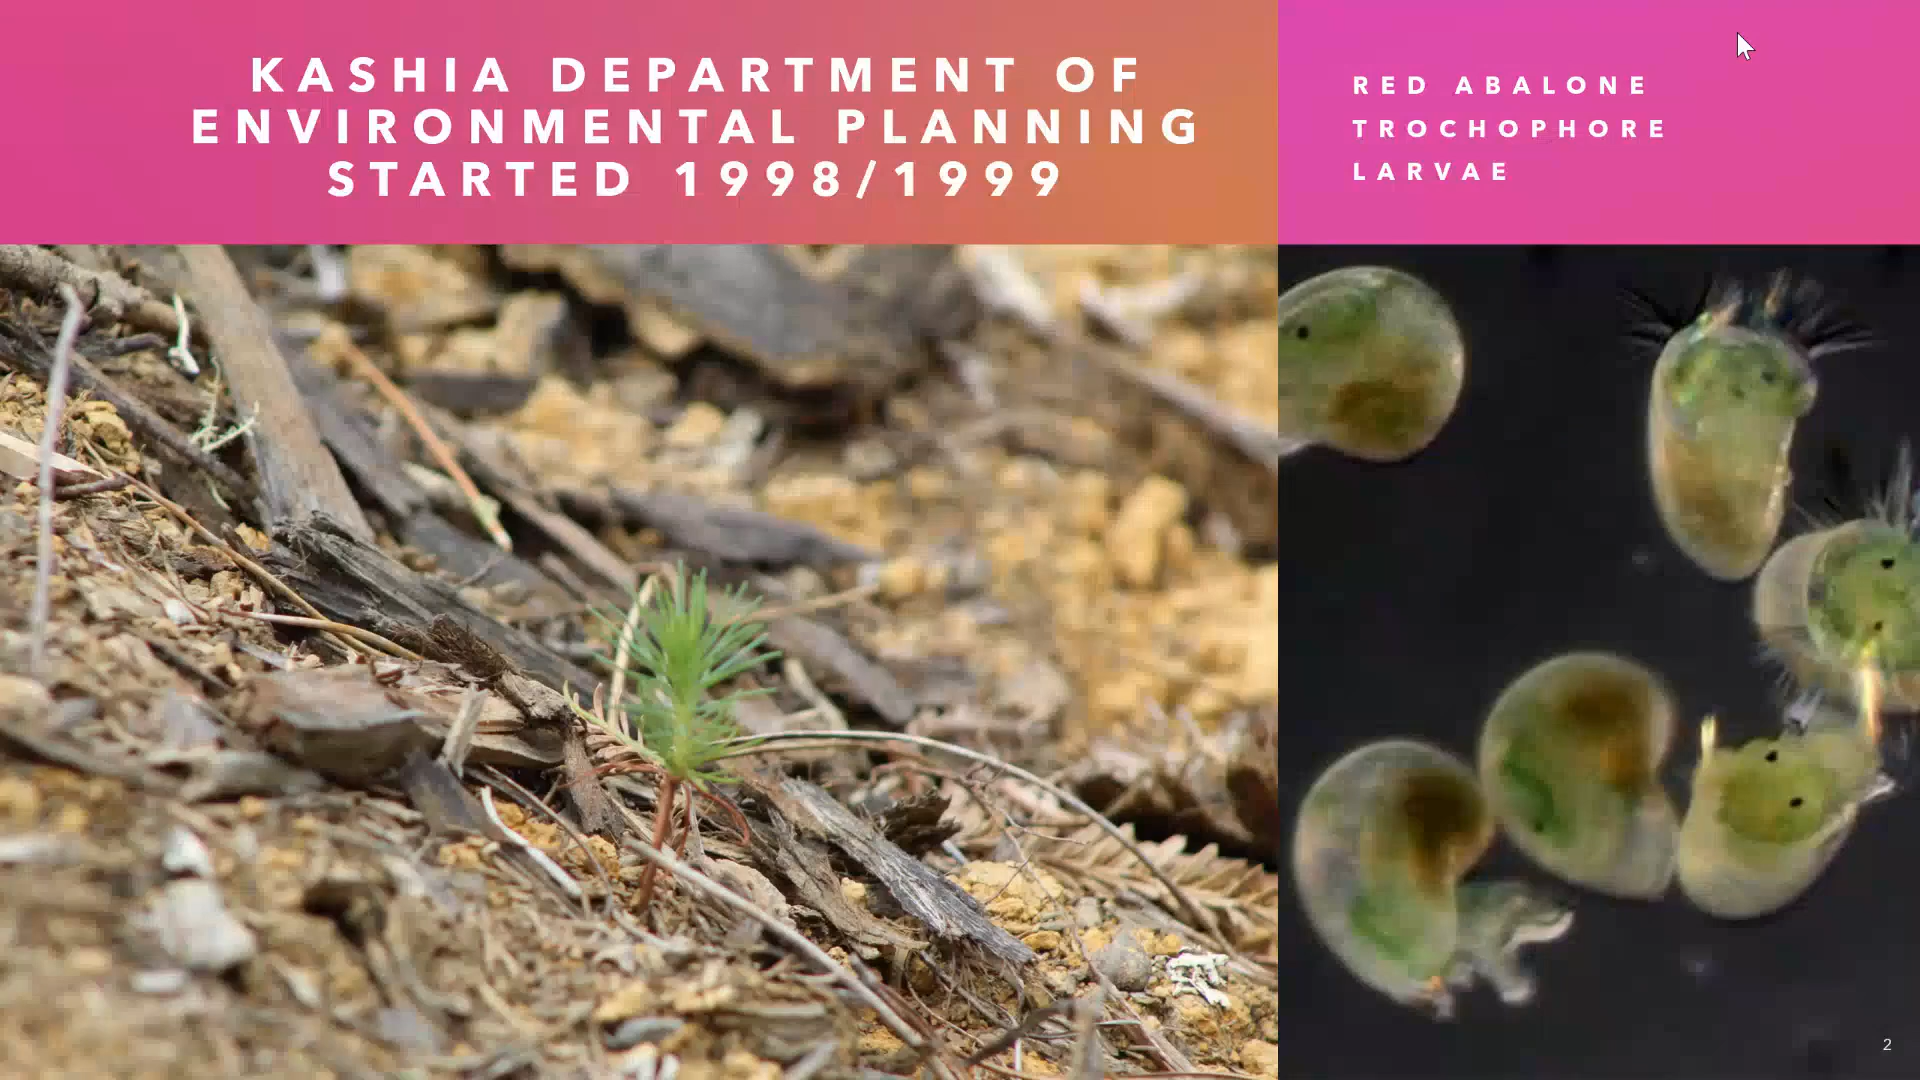 KASHIA DEPARTMENT OF
ENVIRONMENTAL PLANNING
STARTED 1998/1999
RED ABALONE
TROCHOPHORE
LARVAE
2